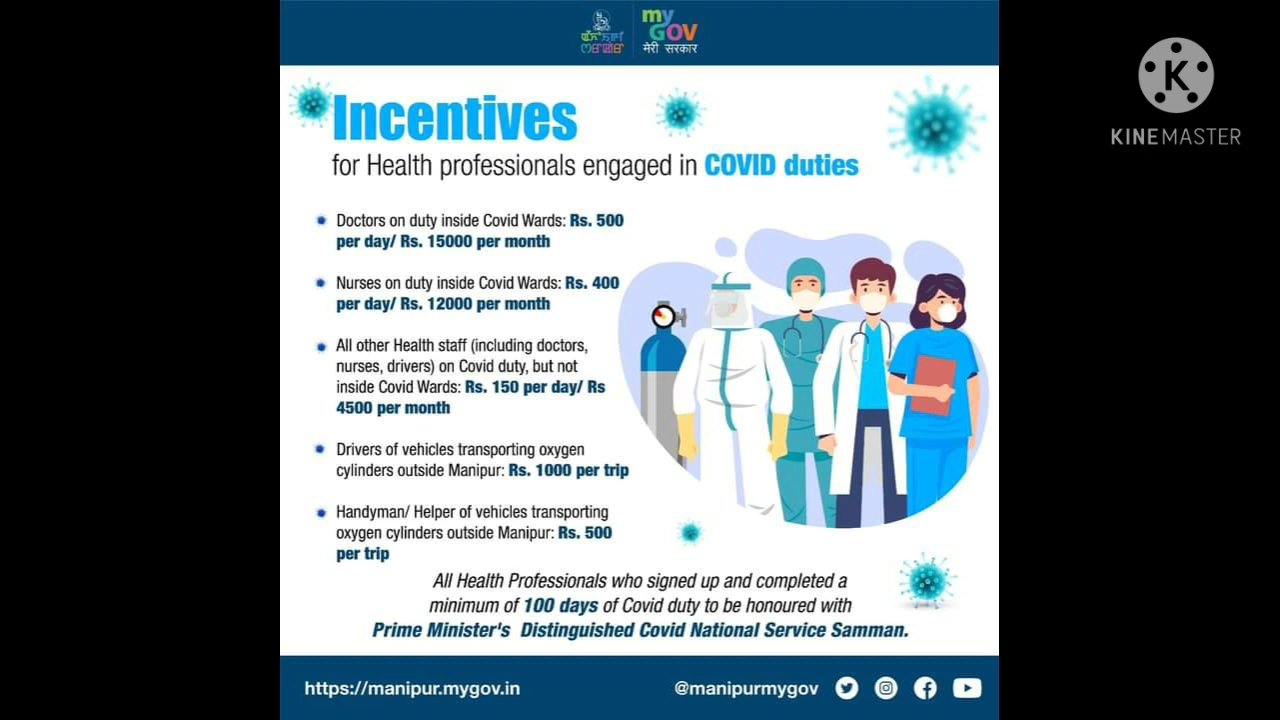 my
GOV
मेरी सरकार
K
KINEMASTER
Incentives
for Health professionals engaged in COVID duties
Doctors on duty inside Covid Wards: Rs. 500
per day/ Rs. 15000 per month
Nurses on duty inside Covid Wards: Rs. 400
per day/ Rs. 12000 per month
All other Health staff (including doctors,
nurses, drivers) on Covid duty, but not
inside Covid Wards: Rs. 150 per day/ Rs
4500 per month
Drivers of vehicles transporting oxygen
cylinders outside Manipur: Rs. 1000 per trip
Handyman/ Helper of vehicles transporting
oxygen cylinders outside Manipur: Rs. 500
per trip
All Health Professionals who signed up and completed a
minimum of 100 days of Covid duty to be honoured with
Prime Minister's Distinguished Covid National Service Samman.
https://manipur.mygov.in
@manipurmygov